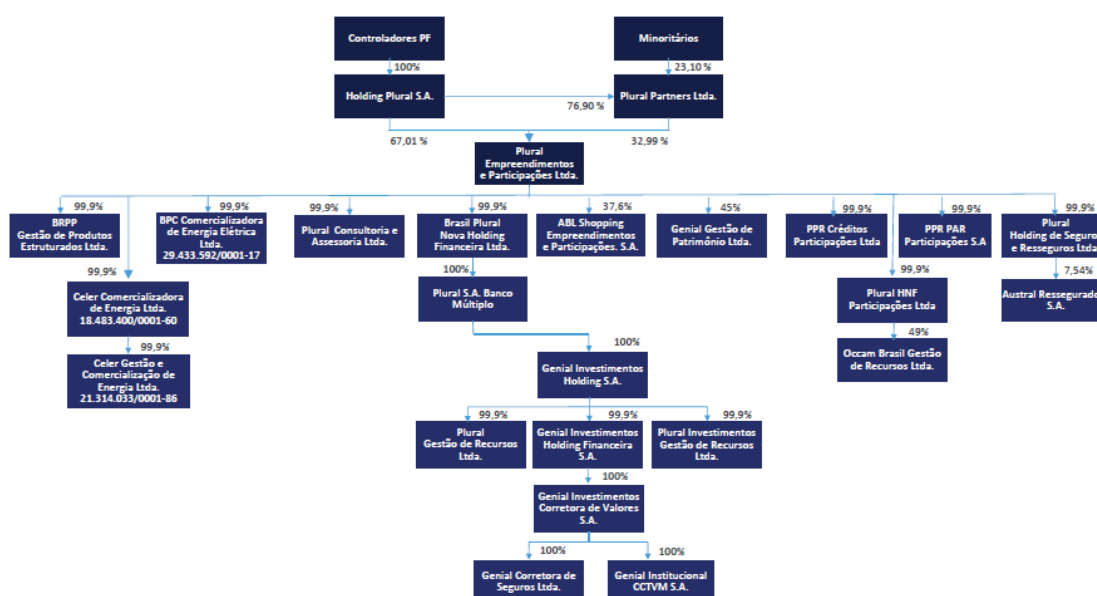 Controladores PF
Minoritários
100%
23,10 %
Holding Plural S.A.
76,90 %
Plural Partners Ltda.
67,01 %
32,99 %
Plural
Empreendimentos
e Participações Ltda.
99,9%
99,9%
99,9%
99,9%
37,6%
45%
99,9%
99,9%
99,9%
BRPP
Gestão de Produtos
Estruturados Ltda.
BPC Comercializadora
de Energia Elétrica
Ltda.
29.433.592/0001-17
Plural Consultoria e
Assessoria Ltda.
Brasil Plural
Nova Holding
Financeira Ltda.
ABL Shopping
Empreendimentos
e Participações. S.A.
Genial Gestão de
Patrimônio Ltda.
PPR Créditos
Participações Ltda
PPR PAR
Participações S.A
Plural
Holding de Seguro
e Resseguros Ltda
99,9%
100%
99,9%
7,54%
Celer Comercializadora
de Energia Ltda.
18.483.400/0001-60
Plural S.A. Banco
Múltiplo
Plural HNF
Participações Ltda
Austral Ressegurado
S.A.
99,9%
100%
49%
Celer Gestão e
Comercialização de
Energia Ltda.
21.314.033/0001-86
Genial Investimentos
Holding S.A.
Occam Brasil Gestão
de Recursos Ltda.
99,9%
99,9%
99,9%
Plural
Gestão de Recursos
Ltda.
Genial Investimentos
Holding Financeira
S.A.
Plural Investimentos
Gestão de Recursos
Ltda.
100%
Genial Investimentos
Corretora de Valores
S.A.
100%
100%
Genial Corretora de
Seguros Ltda.
Genial Institucional
CCTVM S.A.